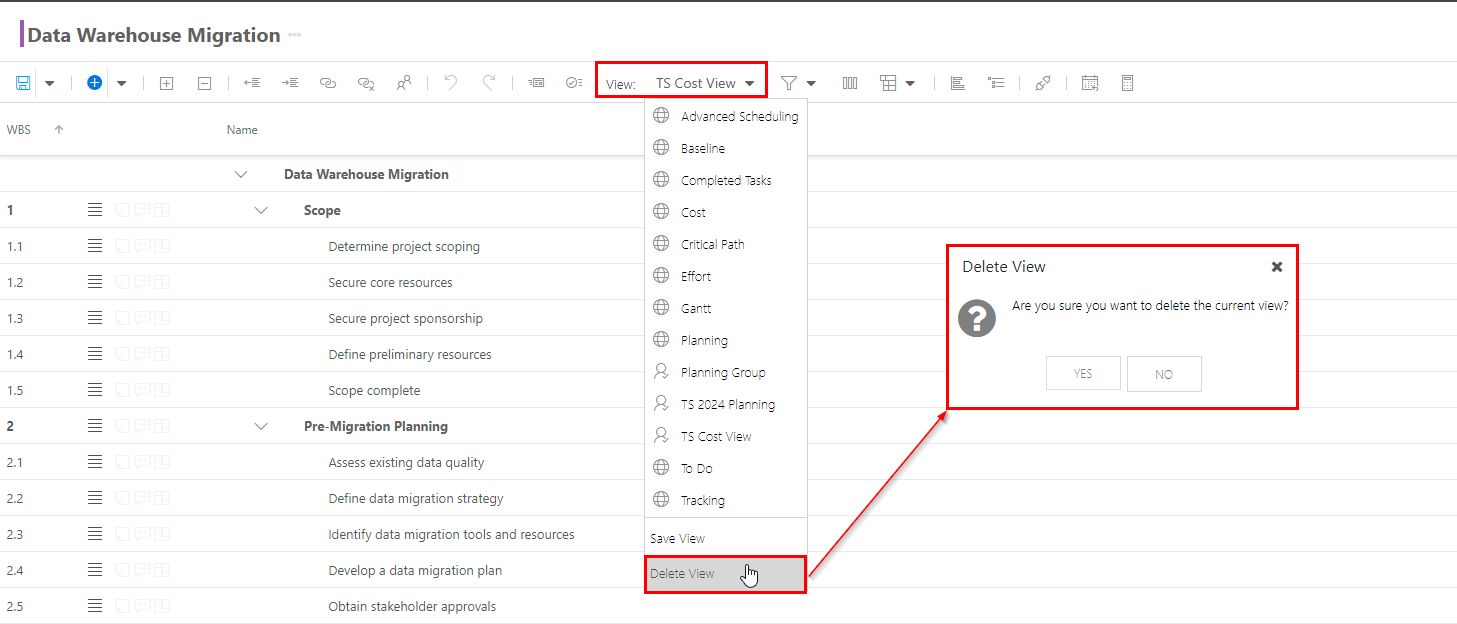 Data Warehouse Migration
View: TS Cost View
WBS Name
Data Warehouse Migration
1 Scope
1.1 Determine project scoping
1.2 Secure core resources
1.3 Secure project sponsorship
1.4 Define preliminary resources
1.5 Scope complete
2 Pre-Migration Planning
2.1 Assess existing data quality
2.2 Define data migration strategy
2.3 Identify data migration tools and resources
2.4 Develop a data migration plan
2.5 Obtain stakeholder approvals
Advanced Scheduling
Baseline
Completed Tasks
Cost
Critical Path
Effort
Gantt
Planning
Planning Group
TS 2024 Planning
TS Cost View
To Do
Tracking
Save View
Delete View
Delete View
Are you sure you want to delete the current view?
YES NO